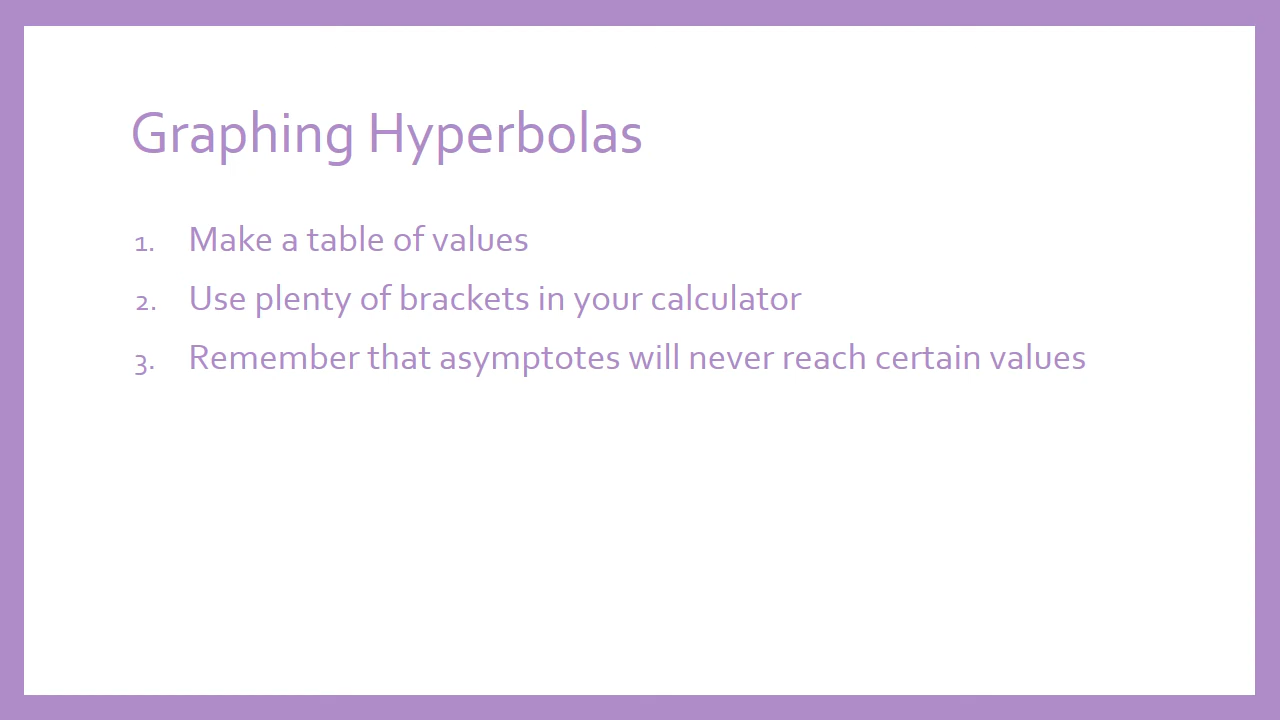 Graphing Hyperbolas
1. Make a table of values
2. Use plenty of brackets in your calculator
3. Remember that asymptotes will never reach certain values